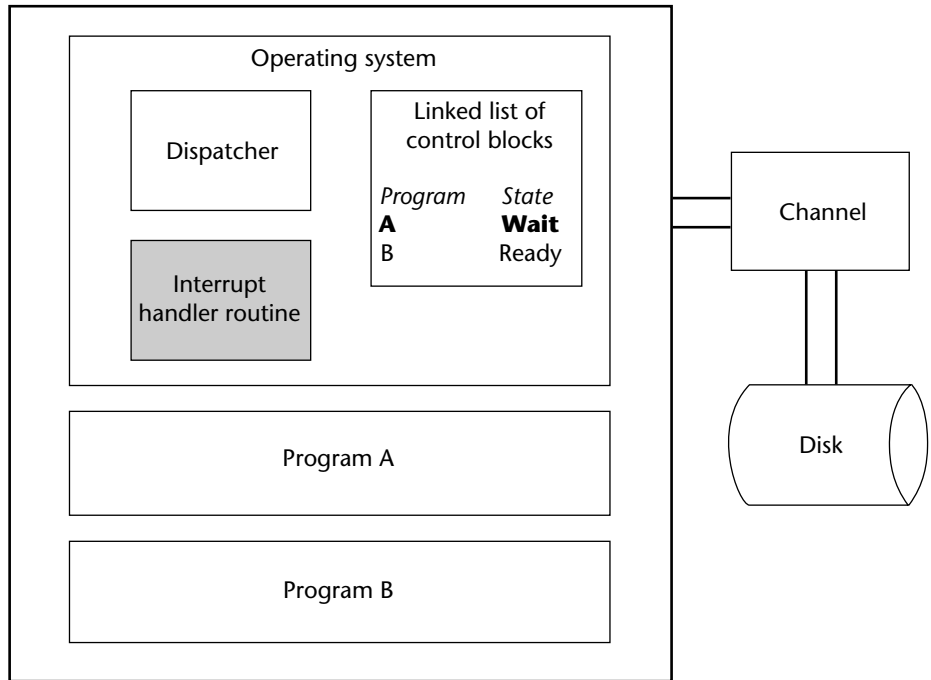 Operating system
Dispatcher
Linked list of
control blocks
Program State
A Wait
B Ready
Interrupt
handler routine
Channel
Disk
Program A
Program B